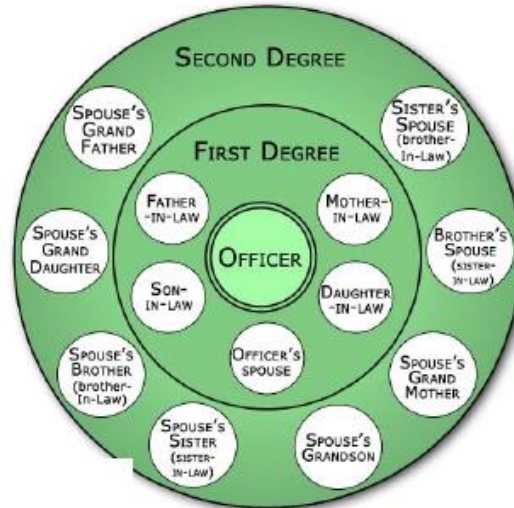 SECOND DEGREE
SPOUSE'S
GRAND
FATHER
SISTER'S
SPOUSE
(brother-
In-Law)
FIRST DEGREE
FATHER
-IN-LAW
MOTHER-
IN-LAW
SPOUSE'S
GRAND
DAUGHTER
OFFICER
BROTHER'S
SPOUSE
(SISTER-
IN-LAW)
SON-
IN-LAW
DAUGHTER
-IN-LAW
SPOUSE'S
BROTHER
(brother-
In-Law)
OFFICER'S
SPOUSE
SPOUSE'S
GRAND
MOTHER
SPOUSE'S
SISTER
(SISTER-
IN-LAW)
SPOUSE'S
GRANDSON